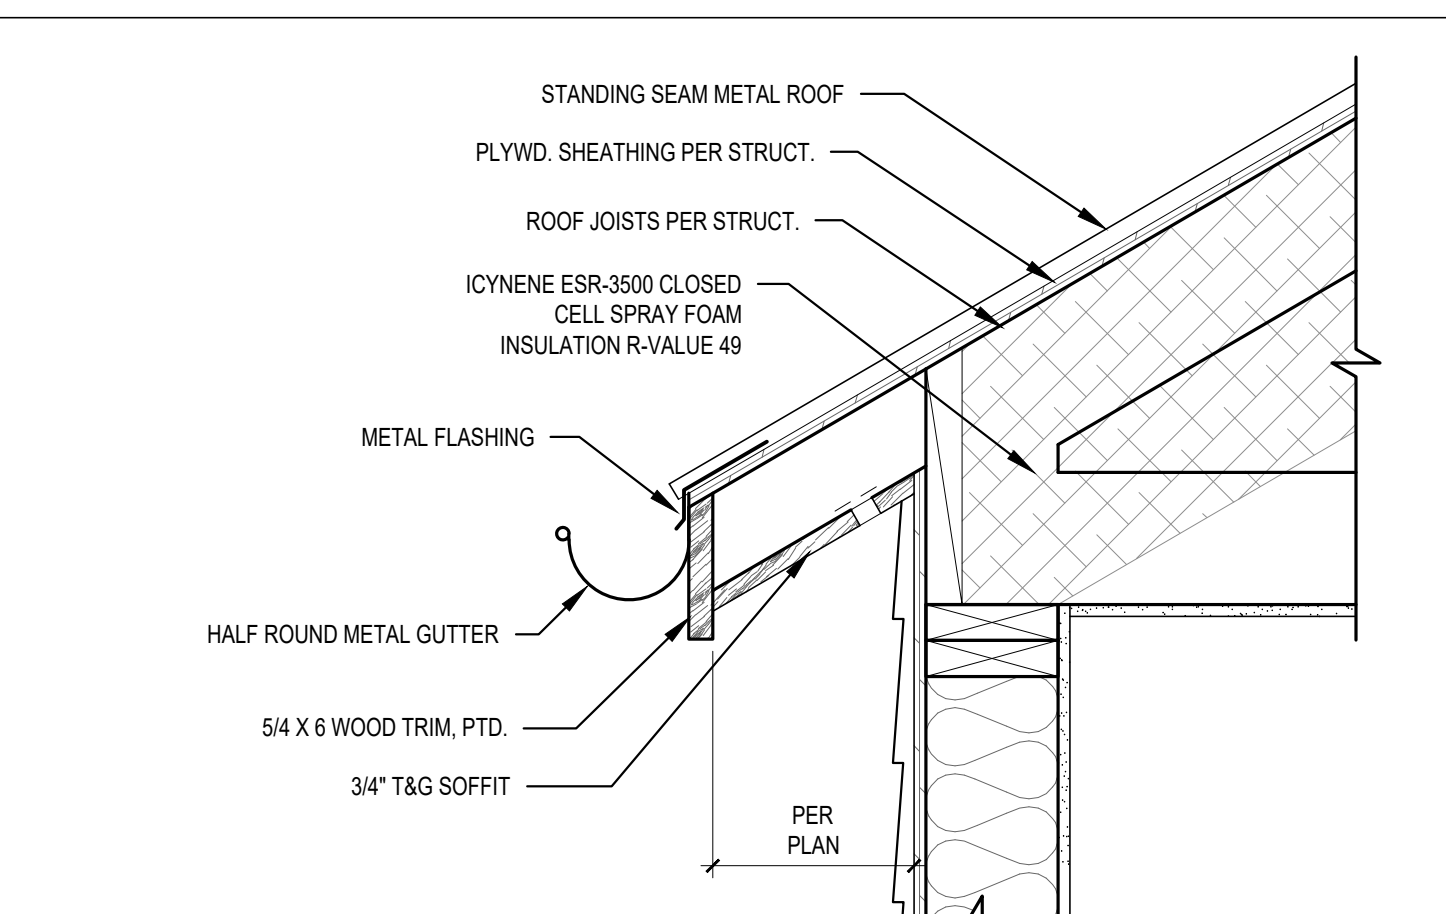 STANDING SEAM METAL ROOF
PLYWD. SHEATHING PER STRUCT.
ROOF JOISTS PER STRUCT.
ICYNENE ESR-3500 CLOSED
CELL SPRAY FOAM
INSULATION R-VALUE 49
METAL FLASHING
HALF ROUND METAL GUTTER
5/4 X 6 WOOD TRIM, PTD.
3/4" T&G SOFFIT
PER
PLAN